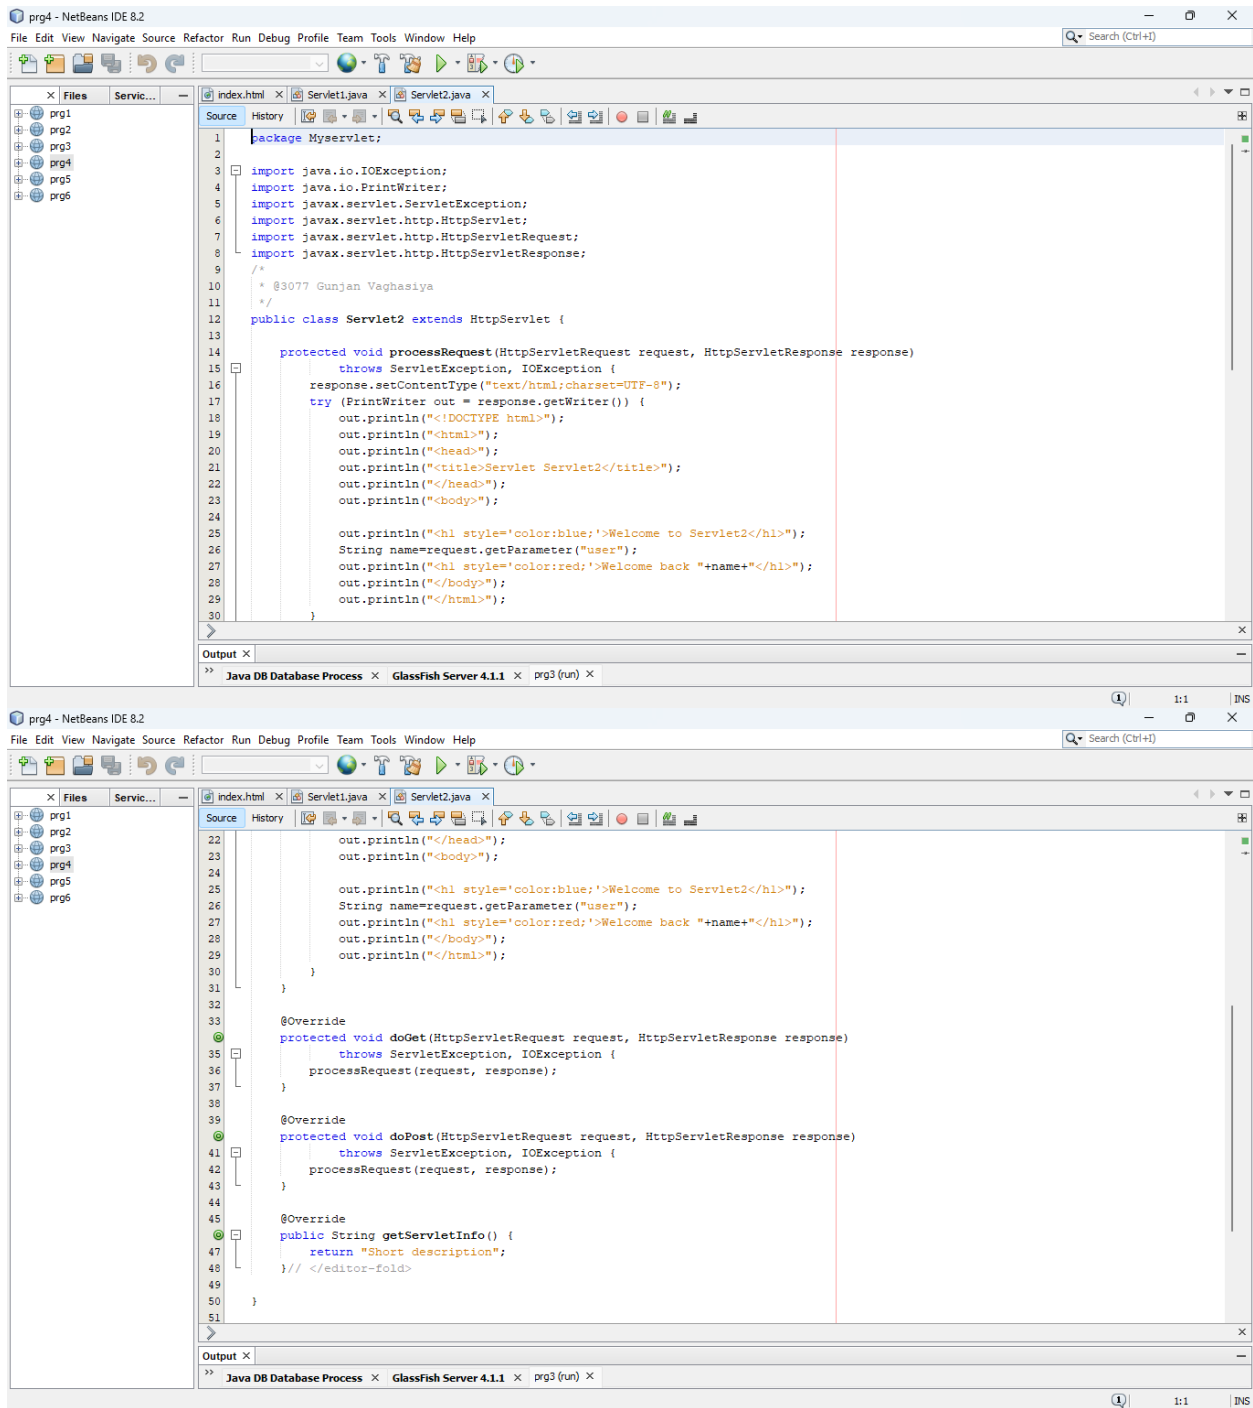 prg4 - NetBeans IDE 8.2
File Edit View Navigate Source Refactor Run Debug Profile Team Tools Window Help
Search (Ctrl+I)
Files Servic...
index.html Servlet1.java Servlet2.java
prg1
prg2
prg3
prg4
prg5
prg6
Source History
1 package Myservlet;
2
3 import java.io.IOException;
4 import java.io.PrintWriter;
5 import javax.servlet.ServletException;
6 import javax.servlet.http.HttpServlet;
7 import javax.servlet.http.HttpServletRequest;
8 import javax.servlet.http.HttpServletResponse;
9 /*
10 * @3077 Gunjan Vaghasiya
11 */
12 public class Servlet2 extends HttpServlet {
13
14 protected void processRequest(HttpServletRequest request, HttpServletResponse response)
15 throws ServletException, IOException {
16 response.setContentType("text/html;charset=UTF-8");
17 try (PrintWriter out = response.getWriter()) {
18 out.println("<!DOCTYPE html>");
19 out.println("<html>");
20 out.println("<head>");
21 out.println("<title>Servlet Servlet2</title>");
22 out.println("</head>");
23 out.println("<body>");
24
25 out.println("<h1 style='color:blue;'>Welcome to Servlet2</h1>");
26 String name=request.getParameter("user");
27 out.println("<h1 style='color:red;'>Welcome back "+name+"</h1>");
28 out.println("</body>");
29 out.println("</html>");
30 }
Output
Java DB Database Process GlassFish Server 4.1.1 prg3 (run)
1 1:1 INS
prg4 - NetBeans IDE 8.2
File Edit View Navigate Source Refactor Run Debug Profile Team Tools Window Help
Search (Ctrl+I)
Files Servic...
index.html Servlet1.java Servlet2.java
prg1
prg2
prg3
prg4
prg5
prg6
Source History
22 out.println("</head>");
23 out.println("<body>");
24
25 out.println("<h1 style='color:blue;'>Welcome to Servlet2</h1>");
26 String name=request.getParameter("user");
27 out.println("<h1 style='color:red;'>Welcome back "+name+"</h1>");
28 out.println("</body>");
29 out.println("</html>");
30 }
31 }
32
33 @Override
protected void doGet(HttpServletRequest request, HttpServletResponse response)
35 throws ServletException, IOException {
36 processRequest(request, response);
37 }
38
39 @Override
protected void doPost(HttpServletRequest request, HttpServletResponse response)
41 throws ServletException, IOException {
42 processRequest(request, response);
43 }
44
45 @Override
public String getServletInfo() {
47 return "Short description";
48 }// </editor-fold>
49
50 }
51
Output
Java DB Database Process GlassFish Server 4.1.1 prg3 (run)
1 1:1 INS